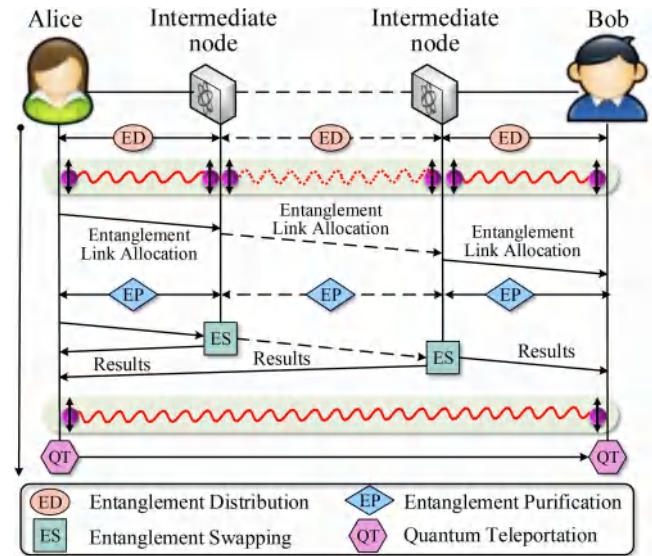 Alice
Intermediate
node
Intermediate
node
Bob
ED
ED
ED
Entanglement
Link Allocation
Entanglement
Link Allocation
Entanglement
Link Allocation
EP
EP
EP
ES
ES
Results
Results
Results
QT
QT
ED Entanglement Distribution
EP Entanglement Purification
ES Entanglement Swapping
QT Quantum Teleportation